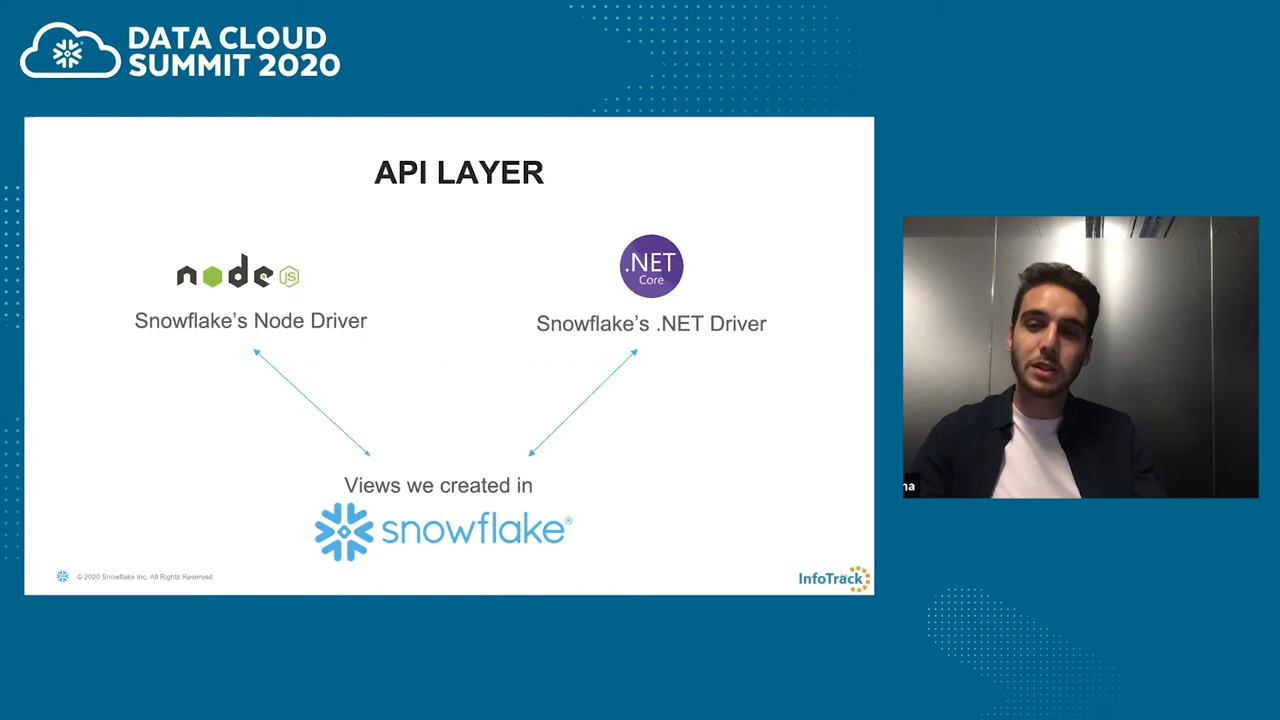 DATA CLOUD
SUMMIT 2020
API LAYER
node JS
.NET
Core
Snowflake's Node Driver
Snowflake's .NET Driver
Views we created in
snowflake®
© 2020 Snowflake Inc. All Rights Reserved
InfoTrack
na